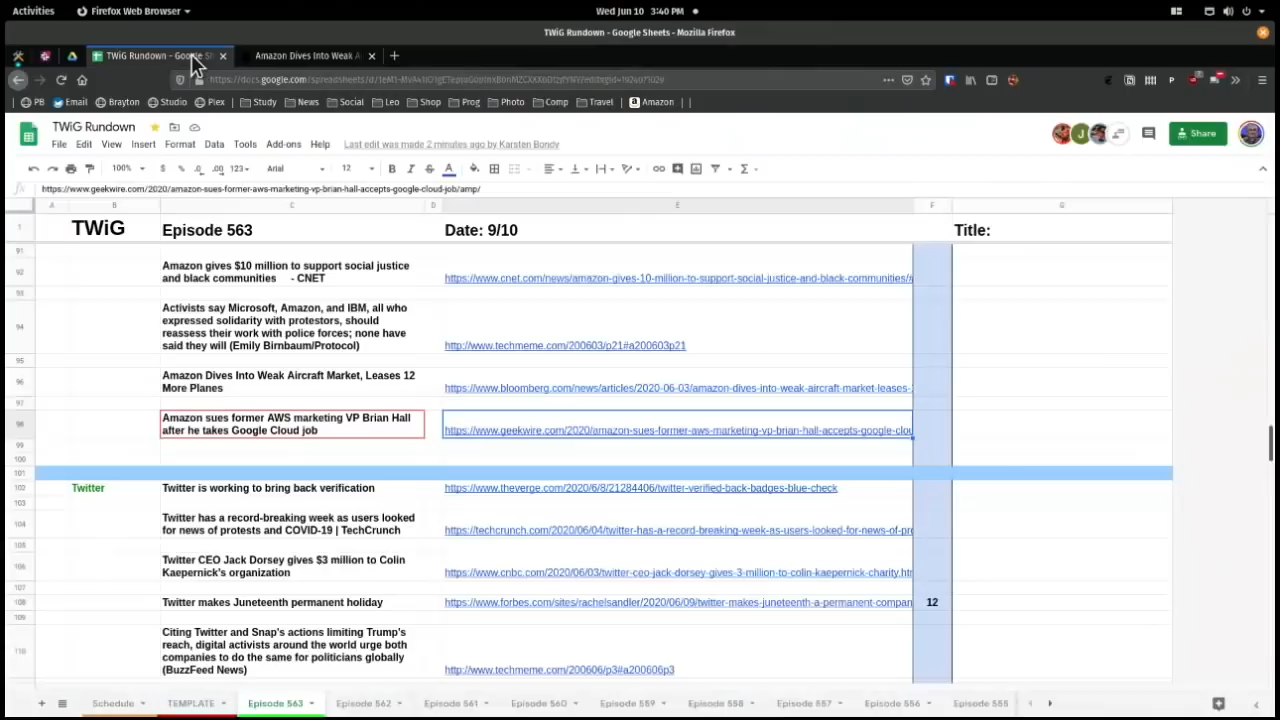 Activities Firefox Web Browser Wed Jun 10 3:40 PM
TWiG Rundown - Google Sheets - Mozilla Firefox
TWiG Rundown - Google S Amazon Dives Into Weak A
PB Email Brayton Studio Plex Study News Social Leo Shop Prog Photo Comp Travel Amazon
TWiG Rundown
File Edit View Insert Format Data Tools Add-ons Help Last edit was made 2 minutes ago by Karsten Bondy
Share
100% $ % .0 .00 123 Arial 12 B I S A
https://www.geekwire.com/2020/amazon-sues-former-aws-marketing-vp-brian-hall-accepts-google-cloud-job/amp/
A B C D E F G
1 TWiG Episode 563 Date: 9/10 Title:
91
92 Amazon gives $10 million to support social justice
and black communities - CNET https://www.cnet.com/news/amazon-gives-10-million-to-support-social-justice-and-black-communities/
93
94 Activists say Microsoft, Amazon, and IBM, all who
expressed solidarity with protestors, should
reassess their work with police forces; none have
said they will (Emily Birnbaum/Protocol) http://www.techmeme.com/200603/p21#a200603p21
95
96 Amazon Dives Into Weak Aircraft Market, Leases 12
More Planes https://www.bloomberg.com/news/articles/2020-06-03/amazon-dives-into-weak-aircraft-market-leases-
97
98 Amazon sues former AWS marketing VP Brian Hall
after he takes Google Cloud job https://www.geekwire.com/2020/amazon-sues-former-aws-marketing-vp-brian-hall-accepts-google-clou
99
100
101
102 Twitter Twitter is working to bring back verification https://www.theverge.com/2020/6/8/21284406/twitter-verified-back-badges-blue-check
103
104 Twitter has a record-breaking week as users looked
for news of protests and COVID-19 | TechCrunch https://techcrunch.com/2020/06/04/twitter-has-a-record-breaking-week-as-users-looked-for-news-of-pro
105
106 Twitter CEO Jack Dorsey gives $3 million to Colin
Kaepernick's organization https://www.cnbc.com/2020/06/03/twitter-ceo-jack-dorsey-gives-3-million-to-colin-kaepernick-charity.htm
107
108 Twitter makes Juneteenth permanent holiday https://www.forbes.com/sites/rachelsandler/2020/06/09/twitter-makes-juneteenth-a-permanent-compan 12
109
110 Citing Twitter and Snap's actions limiting Trump's
reach, digital activists around the world urge both
companies to do the same for politicians globally
(BuzzFeed News) http://www.techmeme.com/200606/p3#a200606p3
Schedule TEMPLATE Episode 563 Episode 562 Episode 561 Episode 560 Episode 559 Episode 558 Episode 557 Episode 556 Episode 555